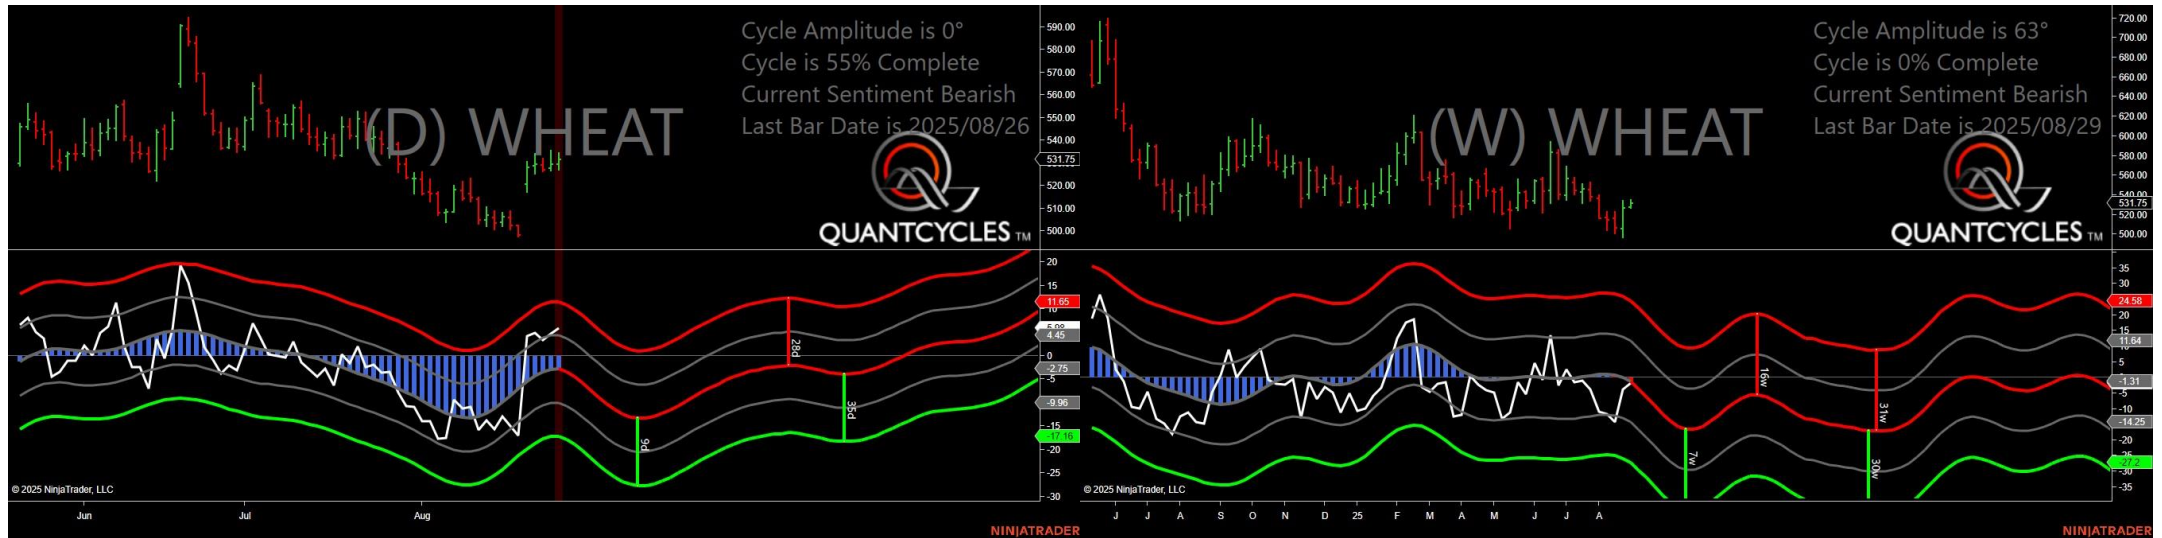 Cycle Amplitude is 0°
Cycle is 55% Complete
Current Sentiment Bearish
Last Bar Date is 2025/08/26
(D) WHEAT
QUANTCYCLES TM
590.00
580.00
570.00
560.00
550.00
540.00
531.75
520.00
510.00
500.00
20
15
11.65
10
5.98
4.45
0
-2.75
-5
-9.96
-15
-17.16
-20
-25
-30
9d
28d
35d
© 2025 NinjaTrader, LLC
Jun Jul Aug
NINJATRADER
Cycle Amplitude is 63°
Cycle is 0% Complete
Current Sentiment Bearish
Last Bar Date is 2025/08/29
(W) WHEAT
QUANTCYCLES TM
720.00
700.00
680.00
660.00
640.00
620.00
600.00
580.00
560.00
540.00
531.75
520.00
500.00
35
30
24.58
20
15
11.64
5
-1.31
-5
-10
-14.25
-20
-27.2
-30
-35
7w
16w
30w
31w
© 2025 NinjaTrader, LLC
J J A S O N D 25 F M A M J J A
NINJATRADER